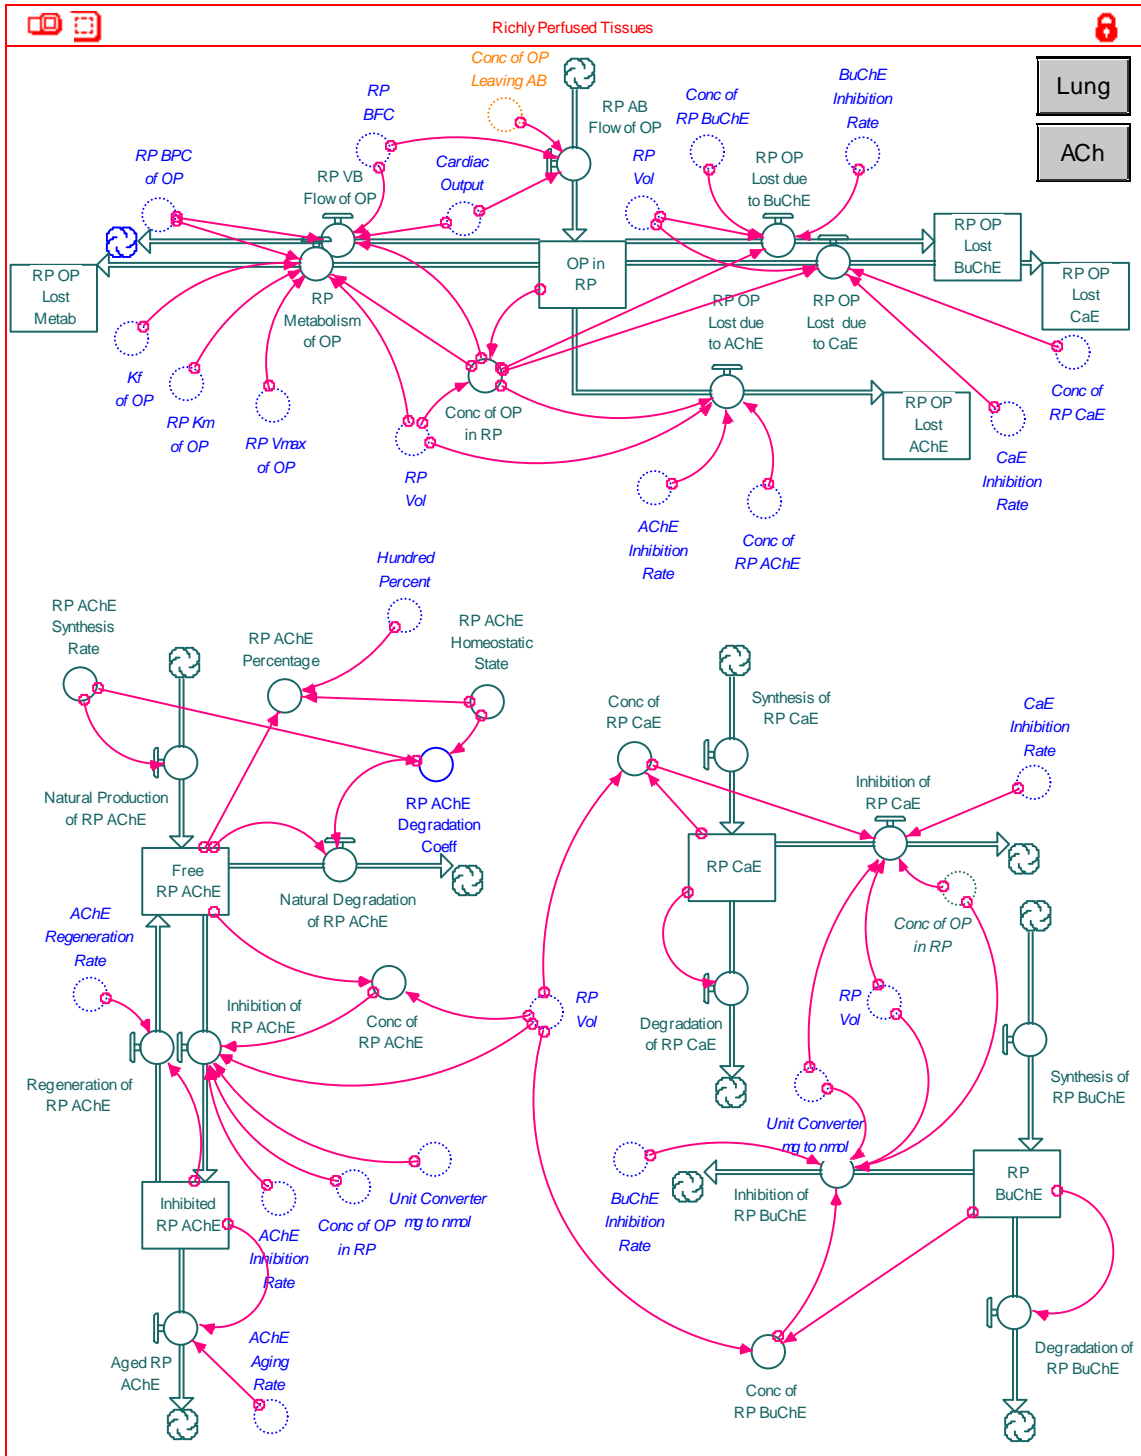 Richly Perfused Tissues
Lung
ACh
Conc of OP
Leaving AB
RP
BFC
RP AB
Flow of OP
Conc of
RP BuChE
BuChE
Inhibition
Rate
RP BPC
of OP
RP VB
Flow of OP
Cardiac
Output
RP
Vol
RP OP
Lost due
to BuChE
RP OP
Lost
Metab
RP
Metabolism
of OP
OP in
RP
RP OP
Lost due
to AChE
RP OP
Lost due
to CaE
RP OP
Lost
BuChE
RP OP
Lost
CaE
Kf
of OP
RP Km
of OP
RP Vmax
of OP
RP
Vol
Conc of OP
in RP
RP OP
Lost
AChE
Conc of
RP CaE
CaE
Inhibition
Rate
AChE
Inhibition
Rate
Conc of
RP AChE
Hundred
Percent
RP AChE
Synthesis
Rate
RP AChE
Percentage
RP AChE
Homeostatic
State
Natural Production
of RP AChE
RP AChE
Degradation
Coeff
Free
RP AChE
Natural Degradation
of RP AChE
AChE
Regeneration
Rate
Inhibition of
RP AChE
Conc of
RP AChE
RP
Vol
Regeneration of
RP AChE
Inhibited
RP AChE
AChE
Inhibition
Rate
Conc of OP
in RP
Unit Converter
mg to nmol
Aged RP
AChE
AChE
Aging
Rate
Conc of
RP CaE
Synthesis of
RP CaE
CaE
Inhibition
Rate
Inhibition of
RP CaE
RP CaE
Conc of OP
in RP
Degradation
of RP CaE
RP
Vol
Synthesis of
RP BuChE
Unit Converter
mg to nmol
BuChE
Inhibition
Rate
Inhibition of
RP BuChE
RP
BuChE
Conc of
RP BuChE
Degradation of
RP BuChE